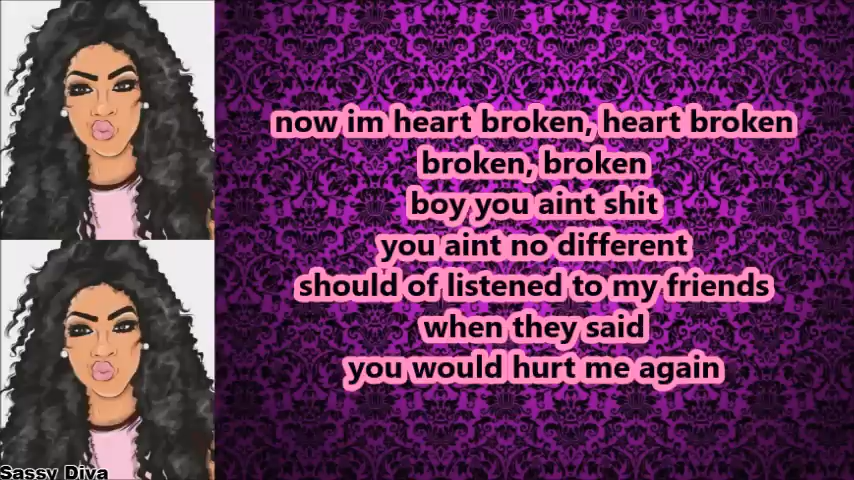 now im heart broken, heart broken
broken, broken
boy you aint shit
you aint no different
should of listened to my friends
when they said
you would hurt me again
Sassy Diva